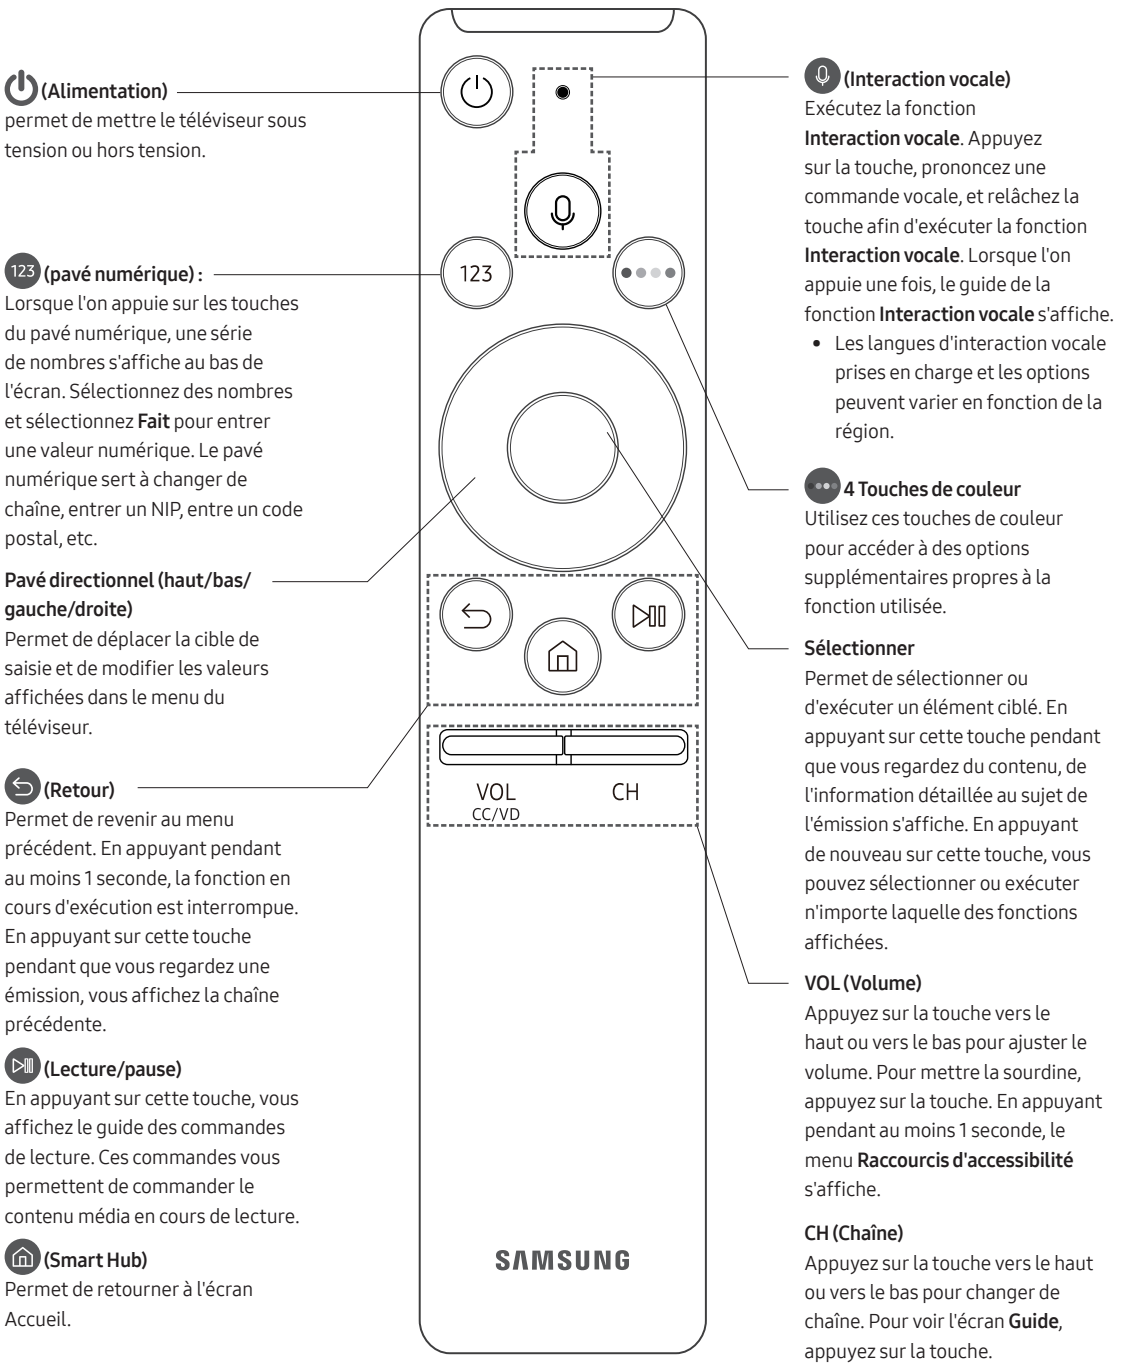 (Alimentation)
permet de mettre le téléviseur sous
tension ou hors tension.
123 (pavé numérique) :
Lorsque l'on appuie sur les touches
du pavé numérique, une série
de nombres s'affiche au bas de
l'écran. Sélectionnez des nombres
et sélectionnez Fait pour entrer
une valeur numérique. Le pavé
numérique sert à changer de
chaîne, entrer un NIP, entre un code
postal, etc.
Pavé directionnel (haut/bas/
gauche/droite)
Permet de déplacer la cible de
saisie et de modifier les valeurs
affichées dans le menu du
téléviseur.
(Retour)
Permet de revenir au menu
précédent. En appuyant pendant
au moins 1 seconde, la fonction en
cours d'exécution est interrompue.
En appuyant sur cette touche
pendant que vous regardez une
émission, vous affichez la chaîne
précédente.
(Lecture/pause)
En appuyant sur cette touche, vous
affichez le guide des commandes
de lecture. Ces commandes vous
permettent de commander le
contenu média en cours de lecture.
(Smart Hub)
Permet de retourner à l'écran
Accueil.
123
VOL
CC/VD
CH
SAMSUNG
(Interaction vocale)
Exécutez la fonction
Interaction vocale. Appuyez
sur la touche, prononcez une
commande vocale, et relâchez la
touche afin d'exécuter la fonction
Interaction vocale. Lorsque l'on
appuie une fois, le guide de la
fonction Interaction vocale s'affiche.
• Les langues d'interaction vocale
prises en charge et les options
peuvent varier en fonction de la
région.
4 Touches de couleur
Utilisez ces touches de couleur
pour accéder à des options
supplémentaires propres à la
fonction utilisée.
Sélectionner
Permet de sélectionner ou
d'exécuter un élément ciblé. En
appuyant sur cette touche pendant
que vous regardez du contenu, de
l'information détaillée au sujet de
l'émission s'affiche. En appuyant
de nouveau sur cette touche, vous
pouvez sélectionner ou exécuter
n'importe laquelle des fonctions
affichées.
VOL (Volume)
Appuyez sur la touche vers le
haut ou vers le bas pour ajuster le
volume. Pour mettre la sourdine,
appuyez sur la touche. En appuyant
pendant au moins 1 seconde, le
menu Raccourcis d'accessibilité
s'affiche.
CH (Chaîne)
Appuyez sur la touche vers le haut
ou vers le bas pour changer de
chaîne. Pour voir l'écran Guide,
appuyez sur la touche.